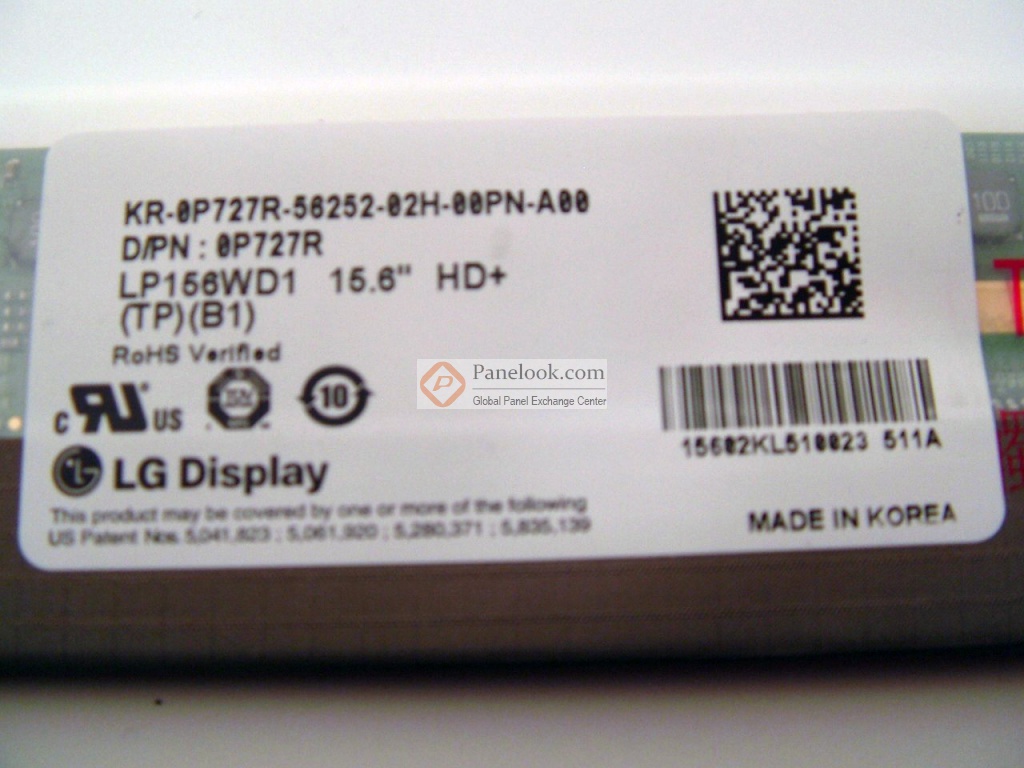 KR-0P727R-56252-02H-00PN-A00
D/PN : 0P727R
LP156WD1 15.6" HD+
(TP)(B1)
RoHS Verified
c RU US
10
Panelook.com
Global Panel Exchange Center
15602KL510023 511A
LG Display
This product may be covered by one or more of the following
US Patent Nos. 5,041,823 ; 5,061,920 ; 5,280,371 ; 5,835,139
MADE IN KOREA
100
T